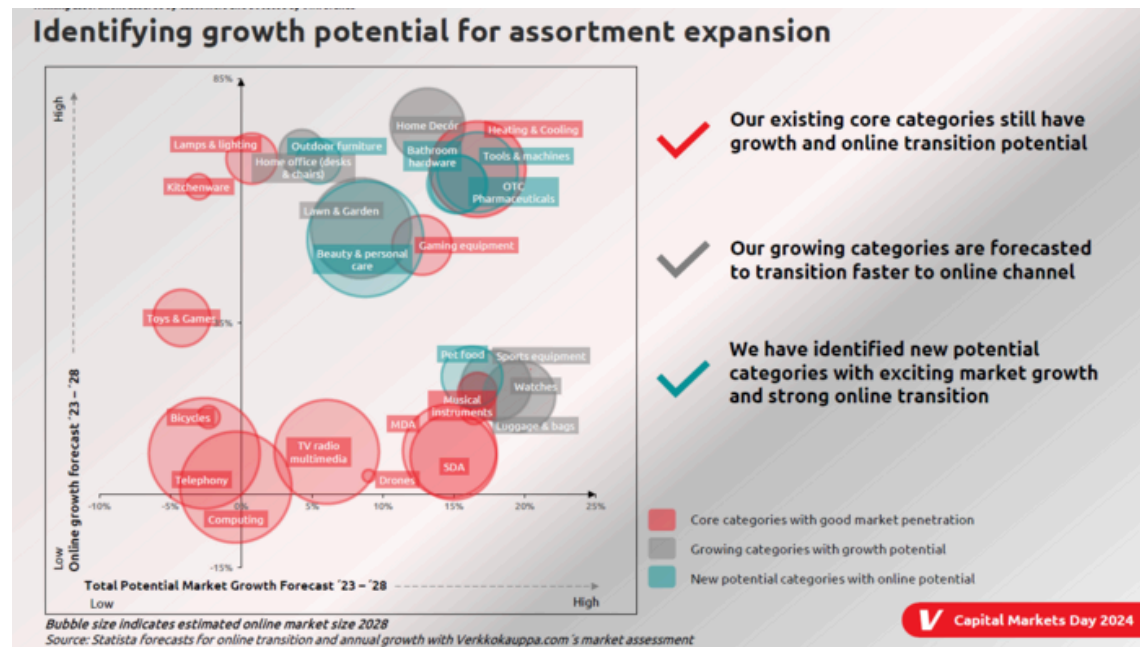 Identifying growth potential for assortment expansion
85%
High
Home Decór
Heating & Cooling
Lamps & lighting
Outdoor furniture
Bathroom
hardware
Tools & machines
Home office (desks
& chairs)
Kitchenware
OTC
Pharmaceuticals
Lawn & Garden
Gaming equipment
Beauty & personal
care
Toys & Games
35%
Pet food
Sports equipment
Watches
Musical
instruments
Luggage & bags
Bicycles
MDA
TV radio
multimedia
SDA
Telephony
Drones
-10%
-5%
0%
5%
10%
15%
20%
25%
Computing
-15%
Low
Online growth forecast ´23 – ´28
Total Potential Market Growth Forecast ´23 – ´28
Low
High
Bubble size indicates estimated online market size 2028
Source: Statista forecasts for online transition and annual growth with Verkkokauppa.com´s market assessment
Our existing core categories still have
growth and online transition potential
Our growing categories are forecasted
to transition faster to online channel
We have identified new potential
categories with exciting market growth
and strong online transition
Core categories with good market penetration
Growing categories with growth potential
New potential categories with online potential
V Capital Markets Day 2024